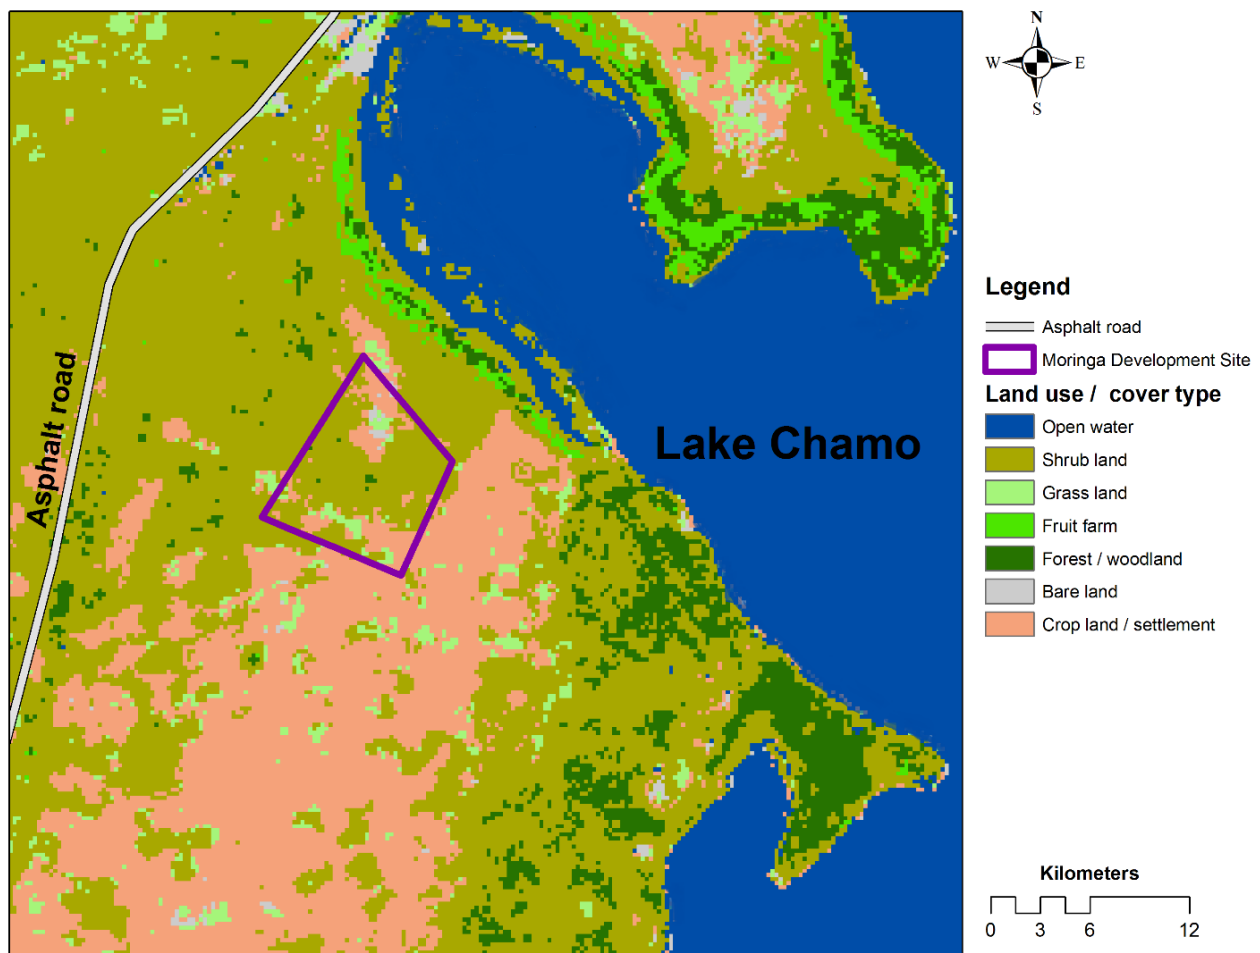 N
W E
S
Asphalt road
Lake Chamo
Legend
Asphalt road
Moringa Development Site
Land use / cover type
Open water
Shrub land
Grass land
Fruit farm
Forest / woodland
Bare land
Crop land / settlement
Kilometers
0 3 6 12